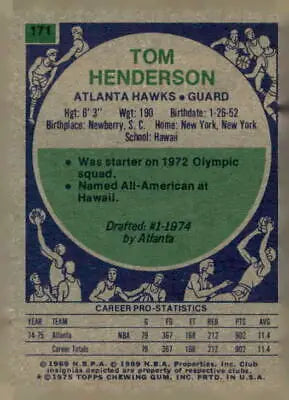 171
TOM
HENDERSON
ATLANTA HAWKS • GUARD
Hgt: 6' 3" Wgt: 190 Birthdate: 1-26-52
Birthplace: Newberry, S. C. Home: New York, New York
School: Hawaii
• Was starter on 1972 Olympic
squad.
• Named All-American at
Hawaii.
Drafted: #1-1974
by Atlanta
CAREER PRO-STATISTICS
YEAR TEAM G FG FT PTS AVG
74-75 Atlanta NBA 79 367 168 212 902 11.4
Career Totals 79 367 168 212 902 11.4
© 1969 N.B.P.A. © 1969 N.B.A. Properties, Inc. Club
insignias depicted are property of respective Clubs.
© 1975 TOPPS CHEWING GUM, INC. PRTD. IN U.S.A.